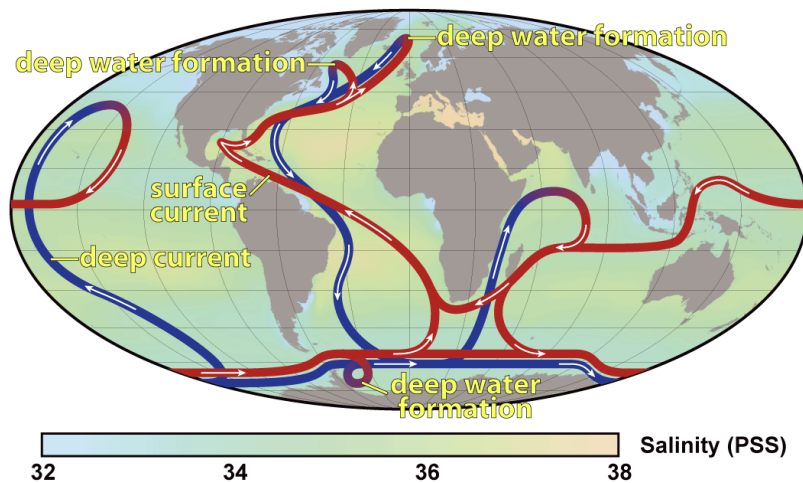 deep water formation
deep water formation
surface
current
deep current
deep water
formation
Salinity (PSS)
32 34 36 38